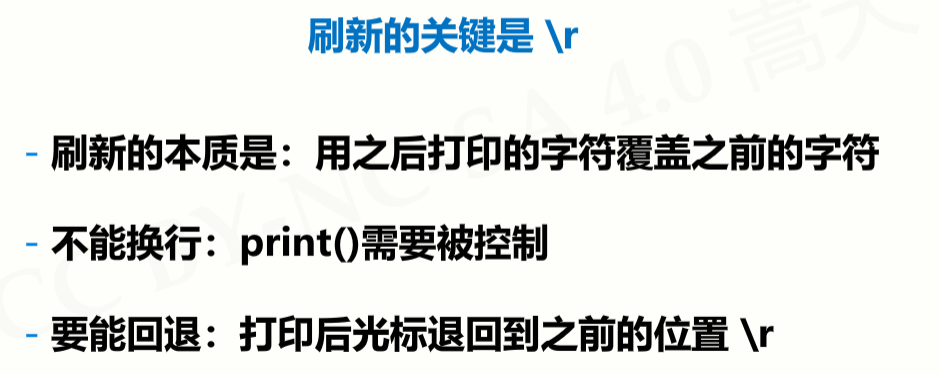 刷新的关键是 \r
- 刷新的本质是：用之后打印的字符覆盖之前的字符
- 不能换行：print()需要被控制
- 要能回退：打印后光标退回到之前的位置 \r
CC BY-NC-SA 4.0 嵩天